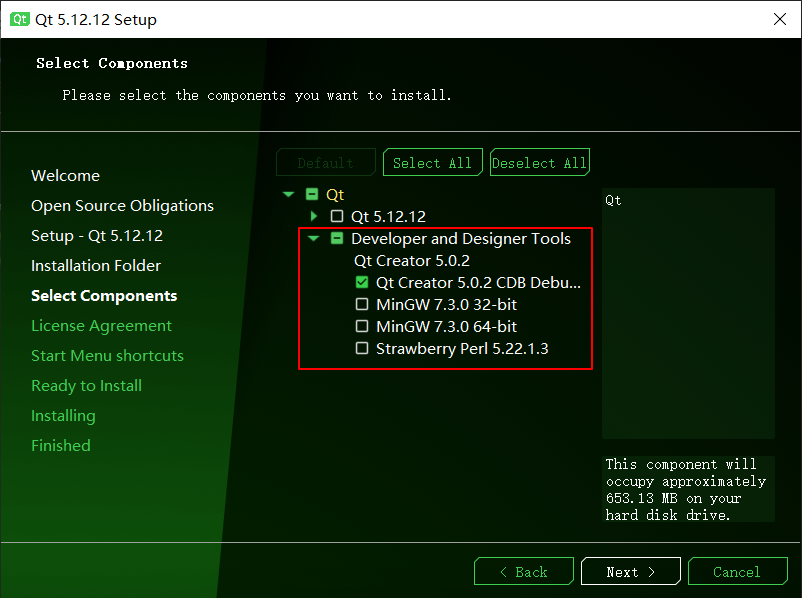 Qt Qt 5.12.12 Setup
Select Components
Please select the components you want to install.
Welcome
Open Source Obligations
Setup - Qt 5.12.12
Installation Folder
Select Components
License Agreement
Start Menu shortcuts
Ready to Install
Installing
Finished
Default Select All Deselect All
Qt
Qt 5.12.12
Developer and Designer Tools
Qt Creator 5.0.2
Qt Creator 5.0.2 CDB Debu...
MinGW 7.3.0 32-bit
MinGW 7.3.0 64-bit
Strawberry Perl 5.22.1.3
Qt
This component will
occupy approximately
653.13 MB on your
hard disk drive.
< Back Next > Cancel